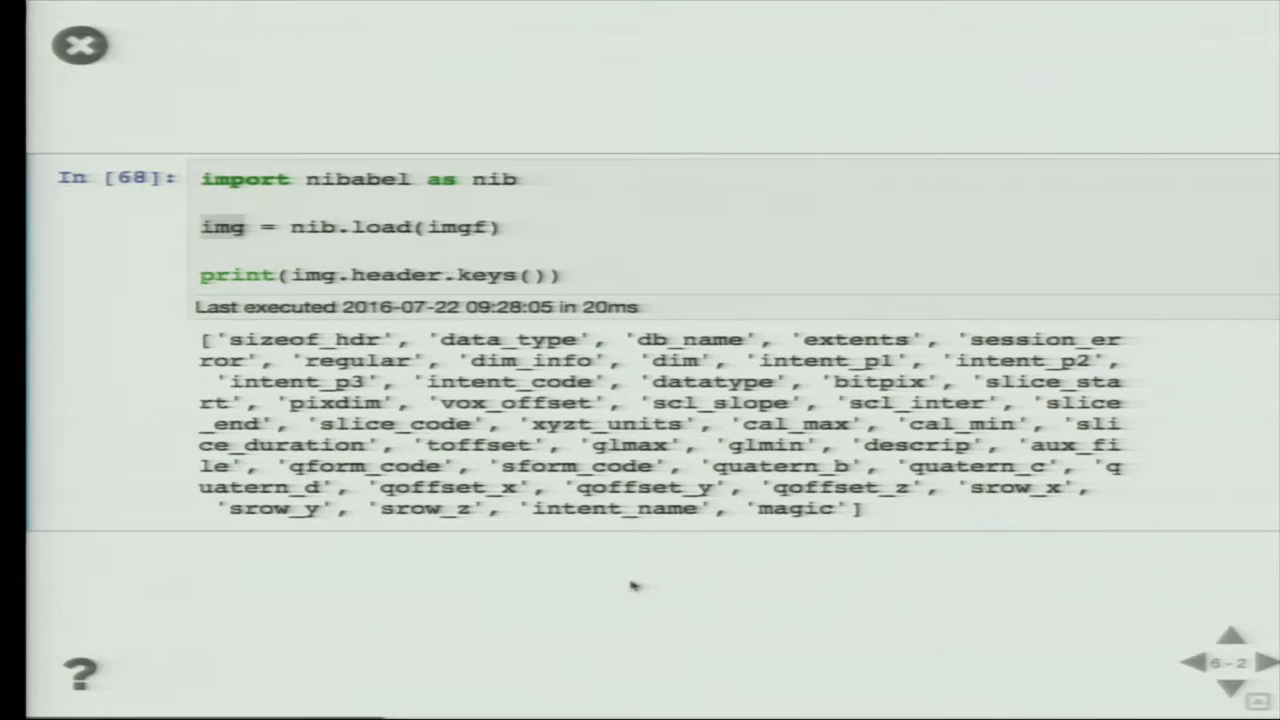 In [68]: import nibabel as nib
img = nib.load(imgf)
print(img.header.keys())
Last executed 2016-07-22 09:28:05 in 20ms
['sizeof_hdr', 'data_type', 'db_name', 'extents', 'session_er
ror', 'regular', 'dim_info', 'dim', 'intent_p1', 'intent_p2',
'intent_p3', 'intent_code', 'datatype', 'bitpix', 'slice_sta
rt', 'pixdim', 'vox_offset', 'scl_slope', 'scl_inter', 'slice
_end', 'slice_code', 'xyzt_units', 'cal_max', 'cal_min', 'sli
ce_duration', 'toffset', 'glmax', 'glmin', 'descrip', 'aux_fi
le', 'qform_code', 'sform_code', 'quatern_b', 'quatern_c', 'q
uatern_d', 'qoffset_x', 'qoffset_y', 'qoffset_z', 'srow_x',
'srow_y', 'srow_z', 'intent_name', 'magic']
?
6-2